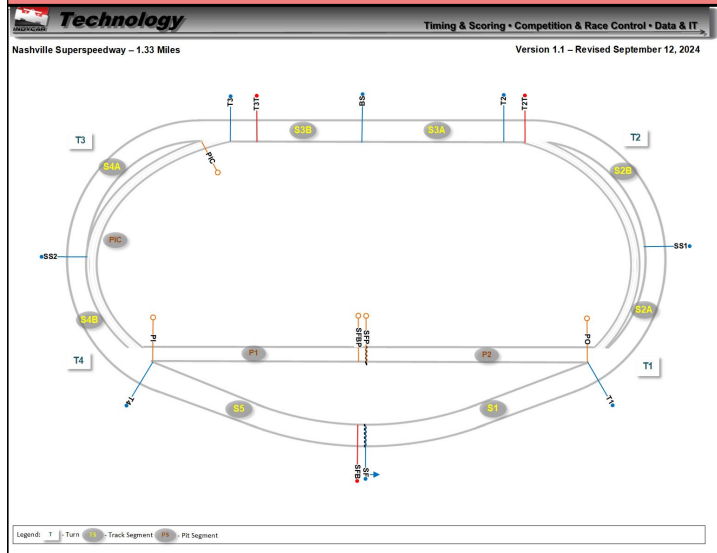 INDYCAR
Technology
Timing & Scoring • Competition & Race Control • Data & IT
Nashville Superspeedway – 1.33 Miles
Version 1.1 – Revised September 12, 2024
T3
T3T
BS
T2
T2T
T3
S3B
S3A
T2
PIC
S4A
S2B
PIC
SS2
SS1
S4B
S2A
PI
SFBP
SFP
PO
T4
P1
P2
T1
T4
S5
S1
T1
SFB
SF
Legend: T - Turn TS - Track Segment PS - Pit Segment